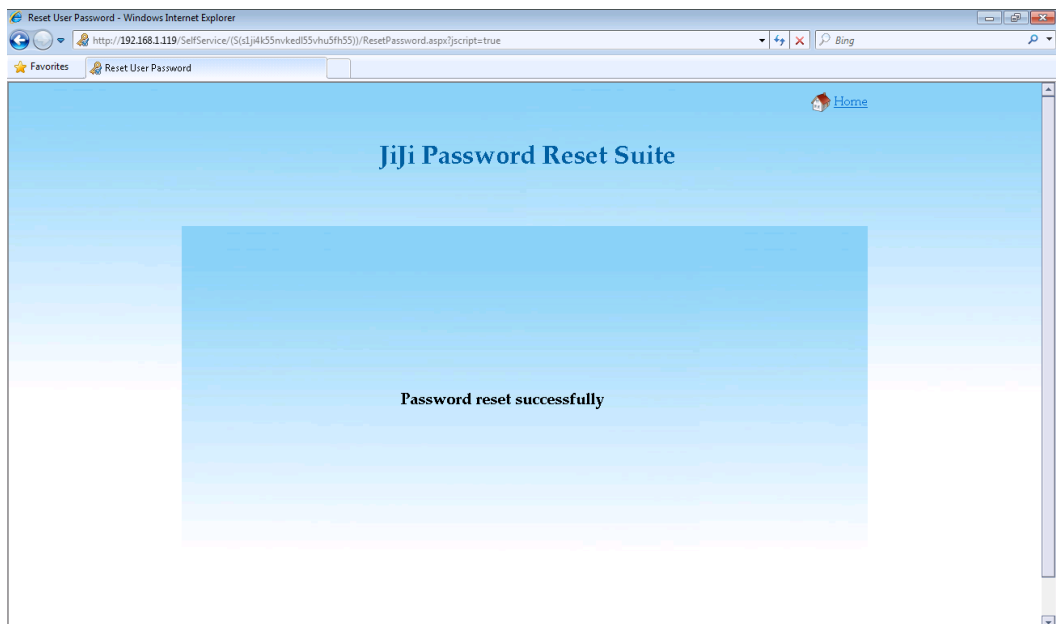 Reset User Password - Windows Internet Explorer
http://192.168.1.119/SelfService/(S(s1ji4k55nvkedl55vhu5fh55))/ResetPassword.aspx?jscript=true
Bing
Favorites
Reset User Password
Home
JiJi Password Reset Suite
Password reset successfully